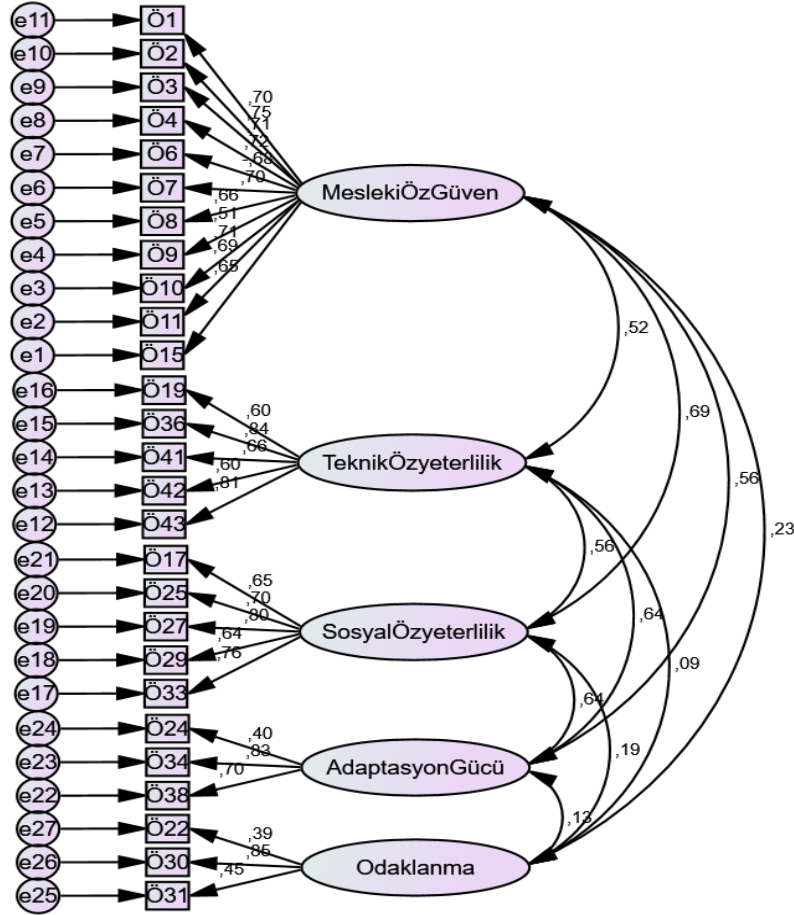 e11 Ö1
e10 Ö2
e9 Ö3
e8 Ö4
e7 Ö6
e6 Ö7
e5 Ö8
e4 Ö9
e3 Ö10
e2 Ö11
e1 Ö15
,70
,75
,71
,72
-,68
,70
,66
,51
,71
,69
,65
MeslekiÖzGüven
e16 Ö19
e15 Ö36
e14 Ö41
e13 Ö42
e12 Ö43
,60
,84
,66
,60
,81
TeknikÖzyeterlilik
e21 Ö17
e20 Ö25
e19 Ö27
e18 Ö29
e17 Ö33
,65
,70
,80
,64
,76
SosyalÖzyeterlilik
e24 Ö24
e23 Ö34
e22 Ö38
,40
,83
,70
AdaptasyonGücü
e27 Ö22
e26 Ö30
e25 Ö31
,39
,85
,45
Odaklanma
,52
,69
,56
,23
,56
,64
,09
,64
,19
,13